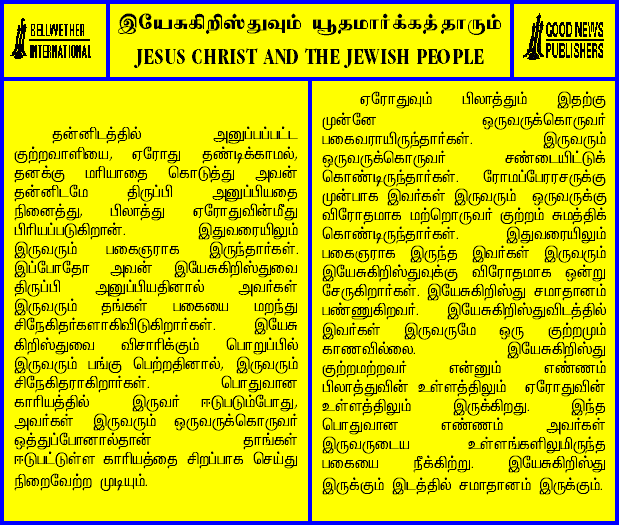 BELLWETHER
INTERNATIONAL
இயேசுகிறிஸ்துவும் யூதமார்க்கத்தாரும்
JESUS CHRIST AND THE JEWISH PEOPLE
GOOD NEWS
PUBLISHERS
தன்னிடத்தில் அனுப்பப்பட்ட
குற்றவாளியை, ஏரோது தண்டிக்காமல்,
தனக்கு மரியாதை கொடுத்து அவன்
தன்னிடமே திருப்பி அனுப்பியதை
நினைத்து, பிலாத்து ஏரோதுவின்மீது
பிரியப்படுகிறான். இதுவரையிலும்
இருவரும் பகைஞராக இருந்தார்கள்.
இப்போதோ அவன் இயேசுகிறிஸ்துவை
திருப்பி அனுப்பியதினால் அவர்கள்
இருவரும் தங்கள் பகையை மறந்து
சிநேகிதர்களாகிவிடுகிறார்கள். இயேசு
கிறிஸ்துவை விசாரிக்கும் பொறுப்பில்
இருவரும் பங்கு பெற்றதினால், இருவரும்
சிநேகிதராகிறார்கள். பொதுவான
காரியத்தில் இருவர் ஈடுபடும்போது,
அவர்கள் இருவரும் ஒருவருக்கொருவர்
ஒத்துப்போனால்தான் தாங்கள்
ஈடுபட்டுள்ள காரியத்தை சிறப்பாக செய்து
நிறைவேற்ற முடியும்.
ஏரோதுவும் பிலாத்தும் இதற்கு
முன்னே ஒருவருக்கொருவர்
பகைவராயிருந்தார்கள். இருவரும்
ஒருவருக்கொருவர் சண்டையிட்டுக்
கொண்டிருந்தார்கள். ரோமப்பேரரசருக்கு
முன்பாக இவர்கள் இருவரும் ஒருவருக்கு
விரோதமாக மற்றொருவர் குற்றம் சுமத்திக்
கொண்டிருந்தார்கள். இதுவரையிலும்
பகைஞராக இருந்த இவர்கள் இருவரும்
இயேசுகிறிஸ்துவுக்கு விரோதமாக ஒன்று
சேருகிறார்கள். இயேசுகிறிஸ்து சமாதானம்
பண்ணுகிறவர். இயேசுகிறிஸ்துவிடத்தில்
இவர்கள் இருவருமே ஒரு குற்றமும்
காணவில்லை. இயேசுகிறிஸ்து
குற்றமற்றவர் என்னும் எண்ணம்
பிலாத்துவின் உள்ளத்திலும் ஏரோதுவின்
உள்ளத்திலும் இருக்கிறது. இந்த
பொதுவான எண்ணம் அவர்கள்
இருவருடைய உள்ளங்களிலுமிருந்த
பகையை நீக்கிற்று. இயேசுகிறிஸ்து
இருக்கும் இடத்தில் சமாதானம் இருக்கும்.